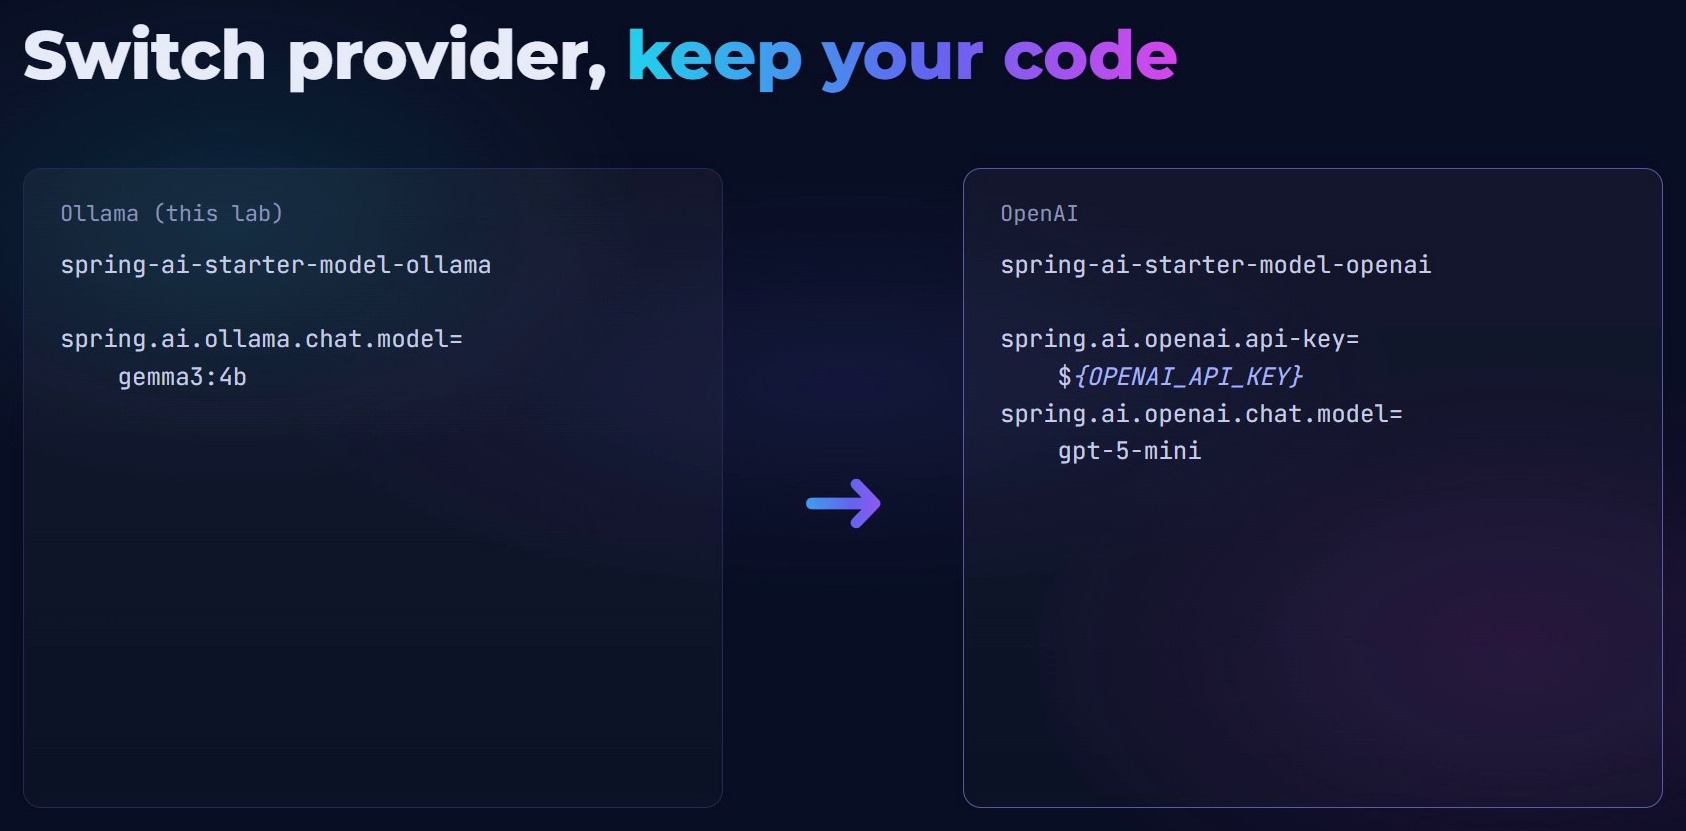 Switch provider, keep your code
Ollama (this lab)
spring-ai-starter-model-ollama
spring.ai.ollama.chat.model=
gemma3:4b
OpenAI
spring-ai-starter-model-openai
spring.ai.openai.api-key=
${OPENAI_API_KEY}
spring.ai.openai.chat.model=
gpt-5-mini